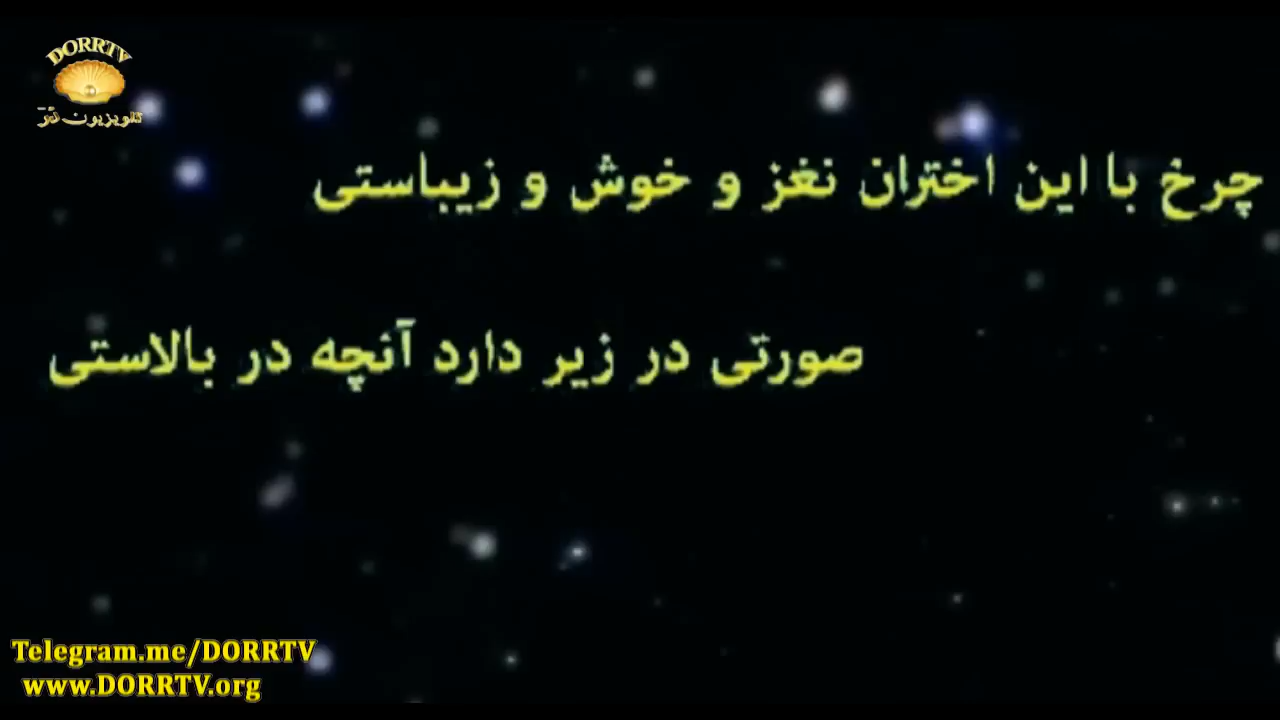 DORRTV
تلویزیون دُرّ
چرخ با این اختران نغز و خوش و زیباستی
صورتی در زیر دارد آنچه در بالاستی
Telegram.me/DORRTV
www.DORRTV.org